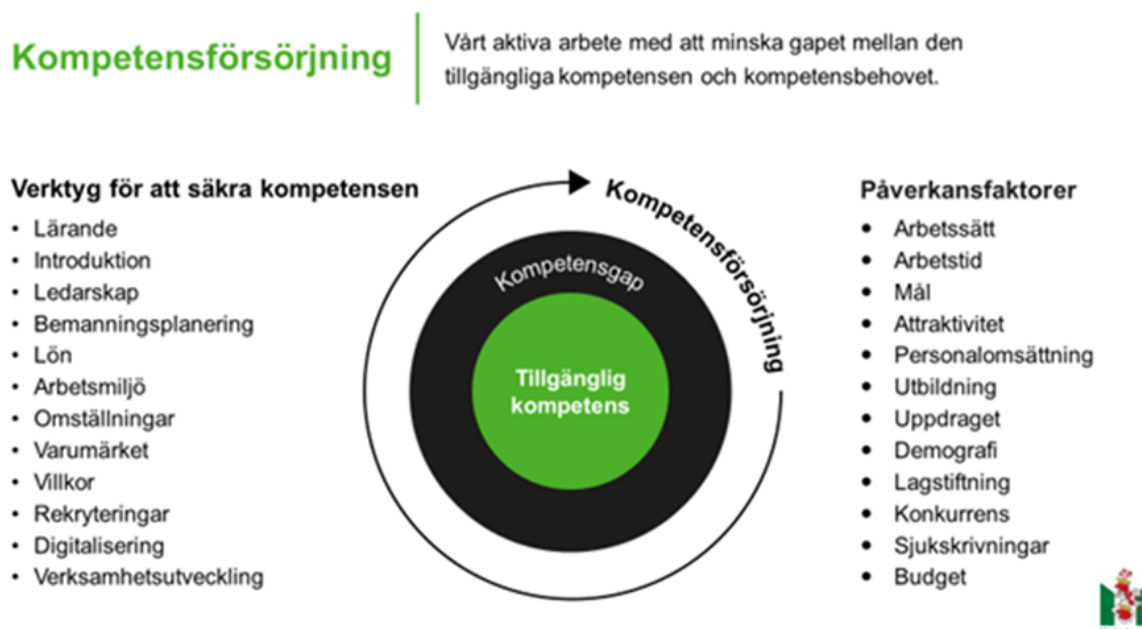 Kompetensförsörjning
Vårt aktiva arbete med att minska gapet mellan den
tillgängliga kompetensen och kompetensbehovet.
Verktyg för att säkra kompetensen
• Lärande
• Introduktion
• Ledarskap
• Bemanningsplanering
• Lön
• Arbetsmiljö
• Omställningar
• Varumärket
• Villkor
• Rekryteringar
• Digitalisering
• Verksamhetsutveckling
Kompetensförsörjning
Kompetensgap
Tillgänglig
kompetens
Påverkansfaktorer
• Arbetssätt
• Arbetstid
• Mål
• Attraktivitet
• Personalomsättning
• Utbildning
• Uppdraget
• Demografi
• Lagstiftning
• Konkurrens
• Sjukskrivningar
• Budget